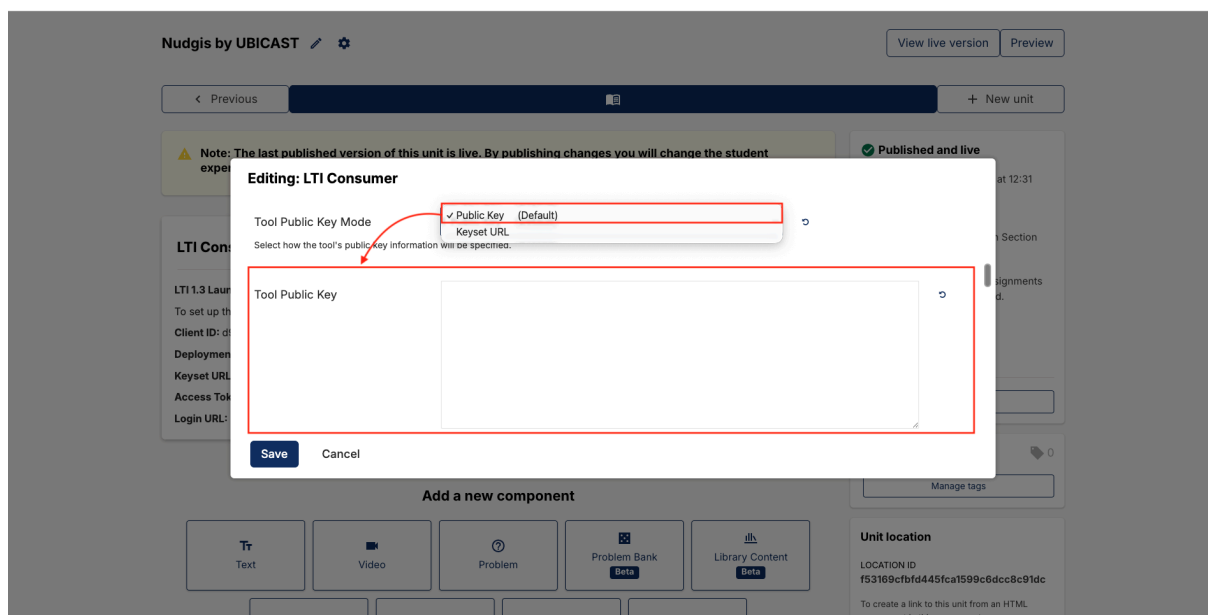 Nudgis by UBICAST
View live version
Preview
Previous
+ New unit
Note: The last published version of this unit is live. By publishing changes you will change the student
exper
Published and live
at 12:31
Editing: LTI Consumer
Tool Public Key Mode
✓ Public Key (Default)
Keyset URL
Select how the tool's public key information will be specified.
LTI Cons
Section
LTI 1.3 Laun
signments
To set up th
d.
Client ID:
Deploymen
Keyset URL
Access Tok
Login URL:
Tool Public Key
Save
Cancel
0
Manage tags
Add a new component
Text
Video
Problem
Problem Bank
Beta
Library Content
Beta
Unit location
LOCATION ID
f53169cfbfd445fca1599c6dcc8c91dc
To create a link to this unit from an HTML